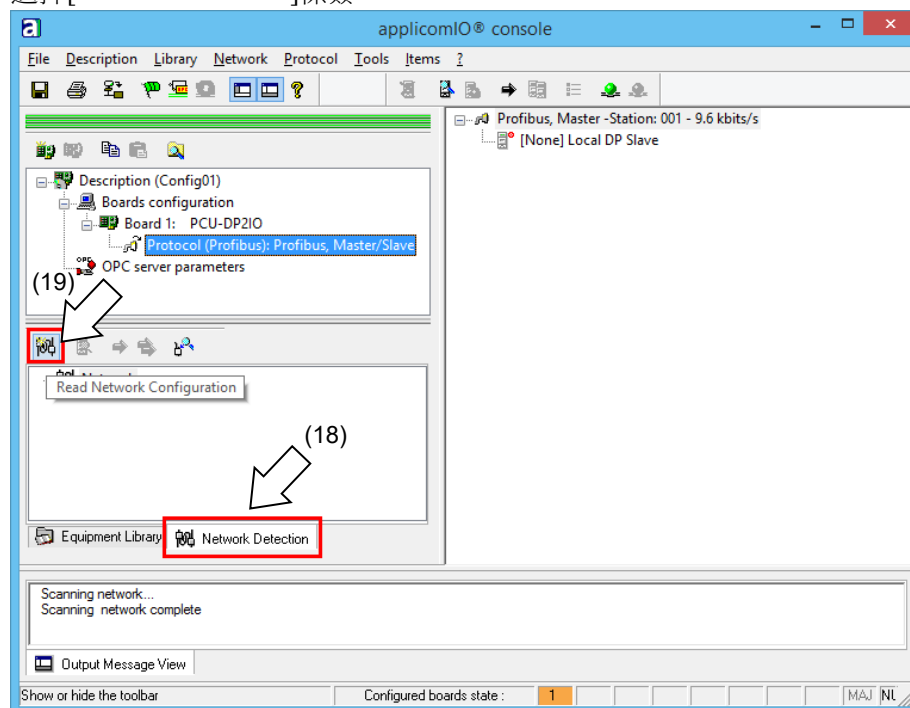 applicomIO® console
File Description Library Network Protocol Tools Items ?
Profibus, Master -Station: 001 - 9.6 kbits/s
[None] Local DP Slave
Description (Config01)
Boards configuration
Board 1: PCU-DP2IO
Protocol (Profibus): Profibus, Master/Slave
OPC server parameters
(19)
Read Network Configuration
(18)
Equipment Library
Network Detection
Scanning network...
Scanning network complete
Output Message View
Show or hide the toolbar
Configured boards state :
1
MAJ